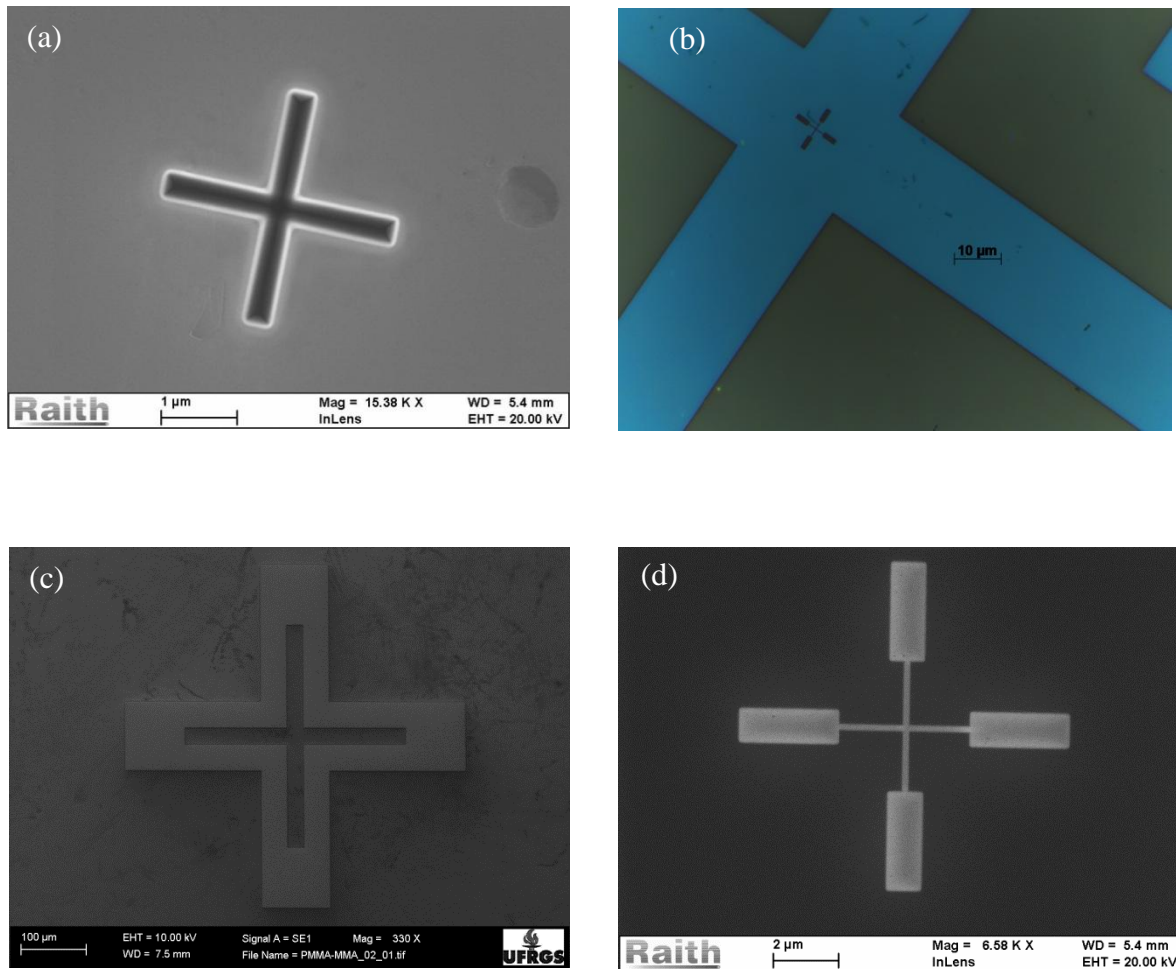 (a)
Raith
1 µm
Mag = 15.38 K X
WD = 5.4 mm
InLens
EHT = 20.00 kV
(b)
10 µm
(c)
100 µm
EHT = 10.00 kV
Signal A = SE1
Mag = 330 X
WD = 7.5 mm
File Name = PMMA-MMA_02_01.tif
UFRGS
(d)
Raith
2 µm
Mag = 6.58 K X
WD = 5.4 mm
InLens
EHT = 20.00 kV